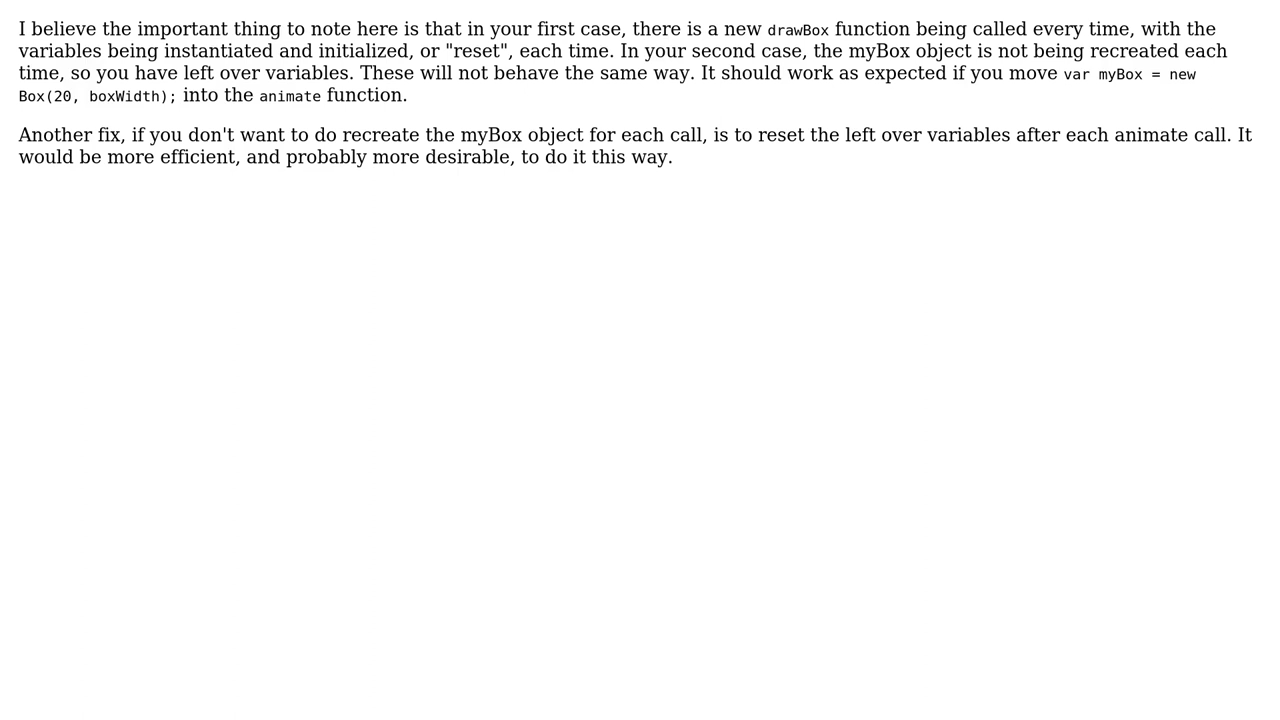 I believe the important thing to note here is that in your first case, there is a new drawBox function being called every time, with the
variables being instantiated and initialized, or "reset", each time. In your second case, the myBox object is not being recreated each
time, so you have left over variables. These will not behave the same way. It should work as expected if you move var myBox = new
Box(20, boxWidth); into the animate function.
Another fix, if you don't want to do recreate the myBox object for each call, is to reset the left over variables after each animate call. It
would be more efficient, and probably more desirable, to do it this way.